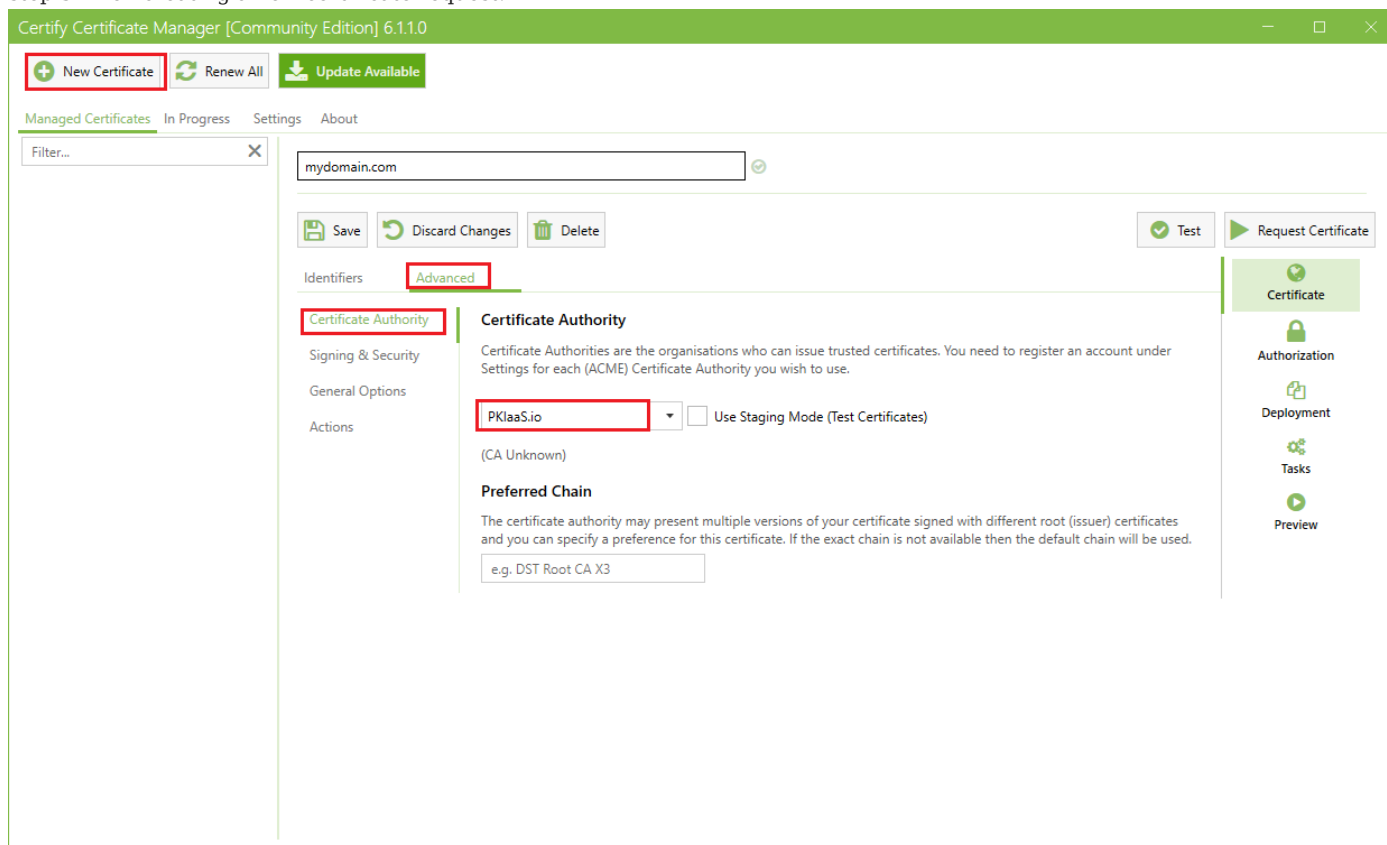 Certify Certificate Manager [Community Edition] 6.1.1.0
New Certificate
Renew All
Update Available
Managed Certificates
In Progress
Settings
About
Filter...
mydomain.com
Save
Discard Changes
Delete
Test
Request Certificate
Identifiers
Advanced
Certificate Authority
Signing & Security
General Options
Actions
Certificate Authority
Certificate Authorities are the organisations who can issue trusted certificates. You need to register an account under
Settings for each (ACME) Certificate Authority you wish to use.
PKIaaS.io
Use Staging Mode (Test Certificates)
(CA Unknown)
Preferred Chain
The certificate authority may present multiple versions of your certificate signed with different root (issuer) certificates
and you can specify a preference for this certificate. If the exact chain is not available then the default chain will be used.
e.g. DST Root CA X3
Certificate
Authorization
Deployment
Tasks
Preview